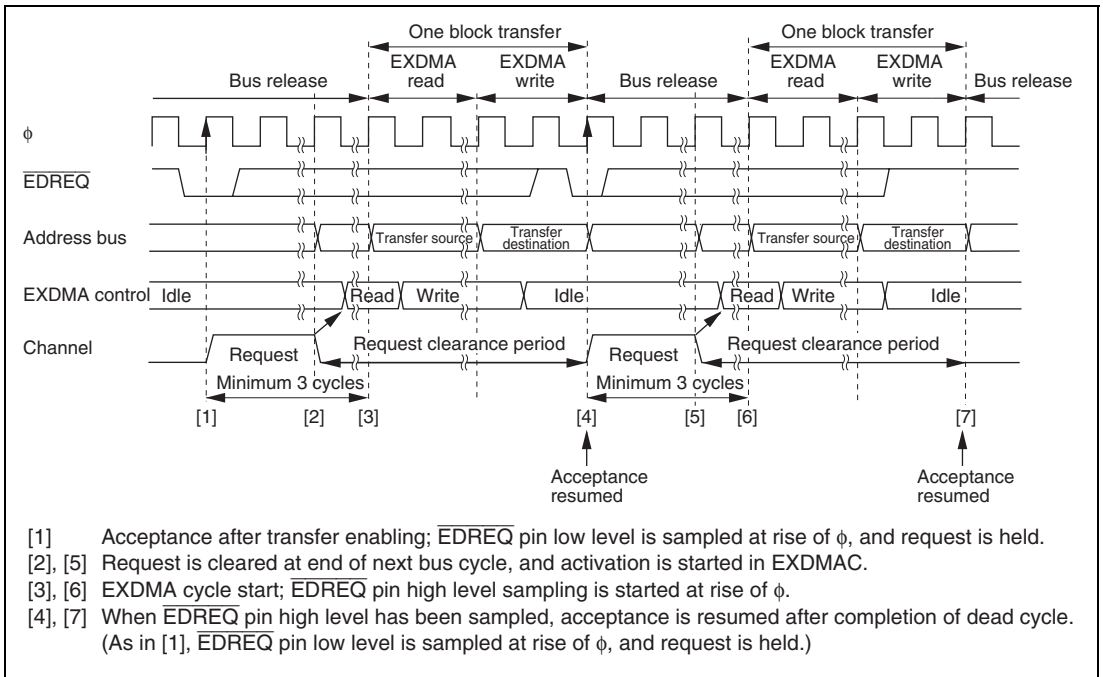 One block transfer One block transfer
EXDMA EXDMA EXDMA EXDMA
Bus release read write Bus release read write Bus release
φ
EDREQ
Address bus Transfer source Transfer destination Transfer source Transfer destination
EXDMA control Idle Read Write Idle Read Write Idle
Channel Request Request clearance period Request Request clearance period
Minimum 3 cycles Minimum 3 cycles
[1] [2] [3] [4] [5] [6] [7]
Acceptance resumed Acceptance resumed
[1] Acceptance after transfer enabling; EDREQ pin low level is sampled at rise of φ, and request is held.
[2], [5] Request is cleared at end of next bus cycle, and activation is started in EXDMAC.
[3], [6] EXDMA cycle start; EDREQ pin high level sampling is started at rise of φ.
[4], [7] When EDREQ pin high level has been sampled, acceptance is resumed after completion of dead cycle.
(As in [1], EDREQ pin low level is sampled at rise of φ, and request is held.)